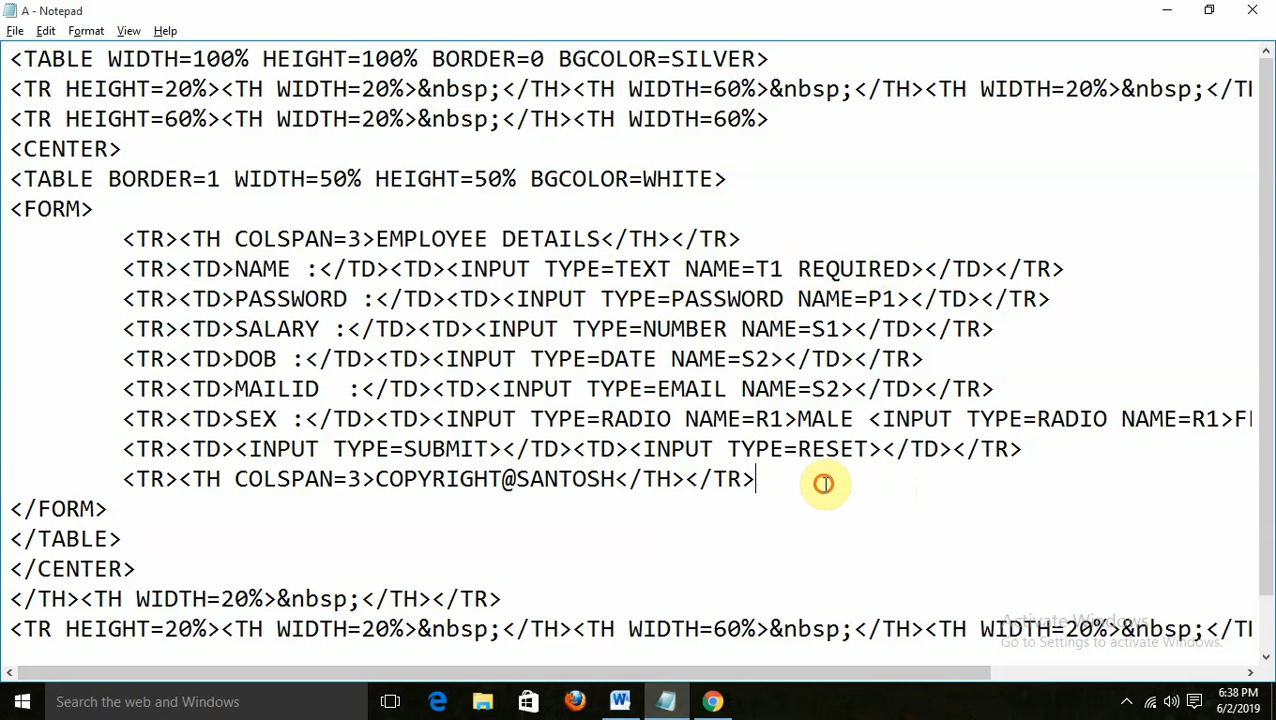 A - Notepad
File Edit Format View Help
<TABLE WIDTH=100% HEIGHT=100% BORDER=0 BGCOLOR=SILVER>
<TR HEIGHT=20%><TH WIDTH=20%>&nbsp;</TH><TH WIDTH=60%>&nbsp;</TH><TH WIDTH=20%>&nbsp;</TH
<TR HEIGHT=60%><TH WIDTH=20%>&nbsp;</TH><TH WIDTH=60%>
<CENTER>
<TABLE BORDER=1 WIDTH=50% HEIGHT=50% BGCOLOR=WHITE>
<FORM>
<TR><TH COLSPAN=3>EMPLOYEE DETAILS</TH></TR>
<TR><TD>NAME :</TD><TD><INPUT TYPE=TEXT NAME=T1 REQUIRED></TD></TR>
<TR><TD>PASSWORD :</TD><TD><INPUT TYPE=PASSWORD NAME=P1></TD></TR>
<TR><TD>SALARY :</TD><TD><INPUT TYPE=NUMBER NAME=S1></TD></TR>
<TR><TD>DOB :</TD><TD><INPUT TYPE=DATE NAME=S2></TD></TR>
<TR><TD>MAILID  :</TD><TD><INPUT TYPE=EMAIL NAME=S2></TD></TR>
<TR><TD>SEX :</TD><TD><INPUT TYPE=RADIO NAME=R1>MALE <INPUT TYPE=RADIO NAME=R1>F
<TR><TD><INPUT TYPE=SUBMIT></TD><TD><INPUT TYPE=RESET></TD></TR>
<TR><TH COLSPAN=3>COPYRIGHT@SANTOSH</TH></TR>
</FORM>
</TABLE>
</CENTER>
</TH><TH WIDTH=20%>&nbsp;</TH></TR>
<TR HEIGHT=20%><TH WIDTH=20%>&nbsp;</TH><TH WIDTH=60%>&nbsp;</TH><TH WIDTH=20%>&nbsp;</TH
Activate Windows
Go to Settings to activate Windows.
Search the web and Windows
6:38 PM
6/2/2019